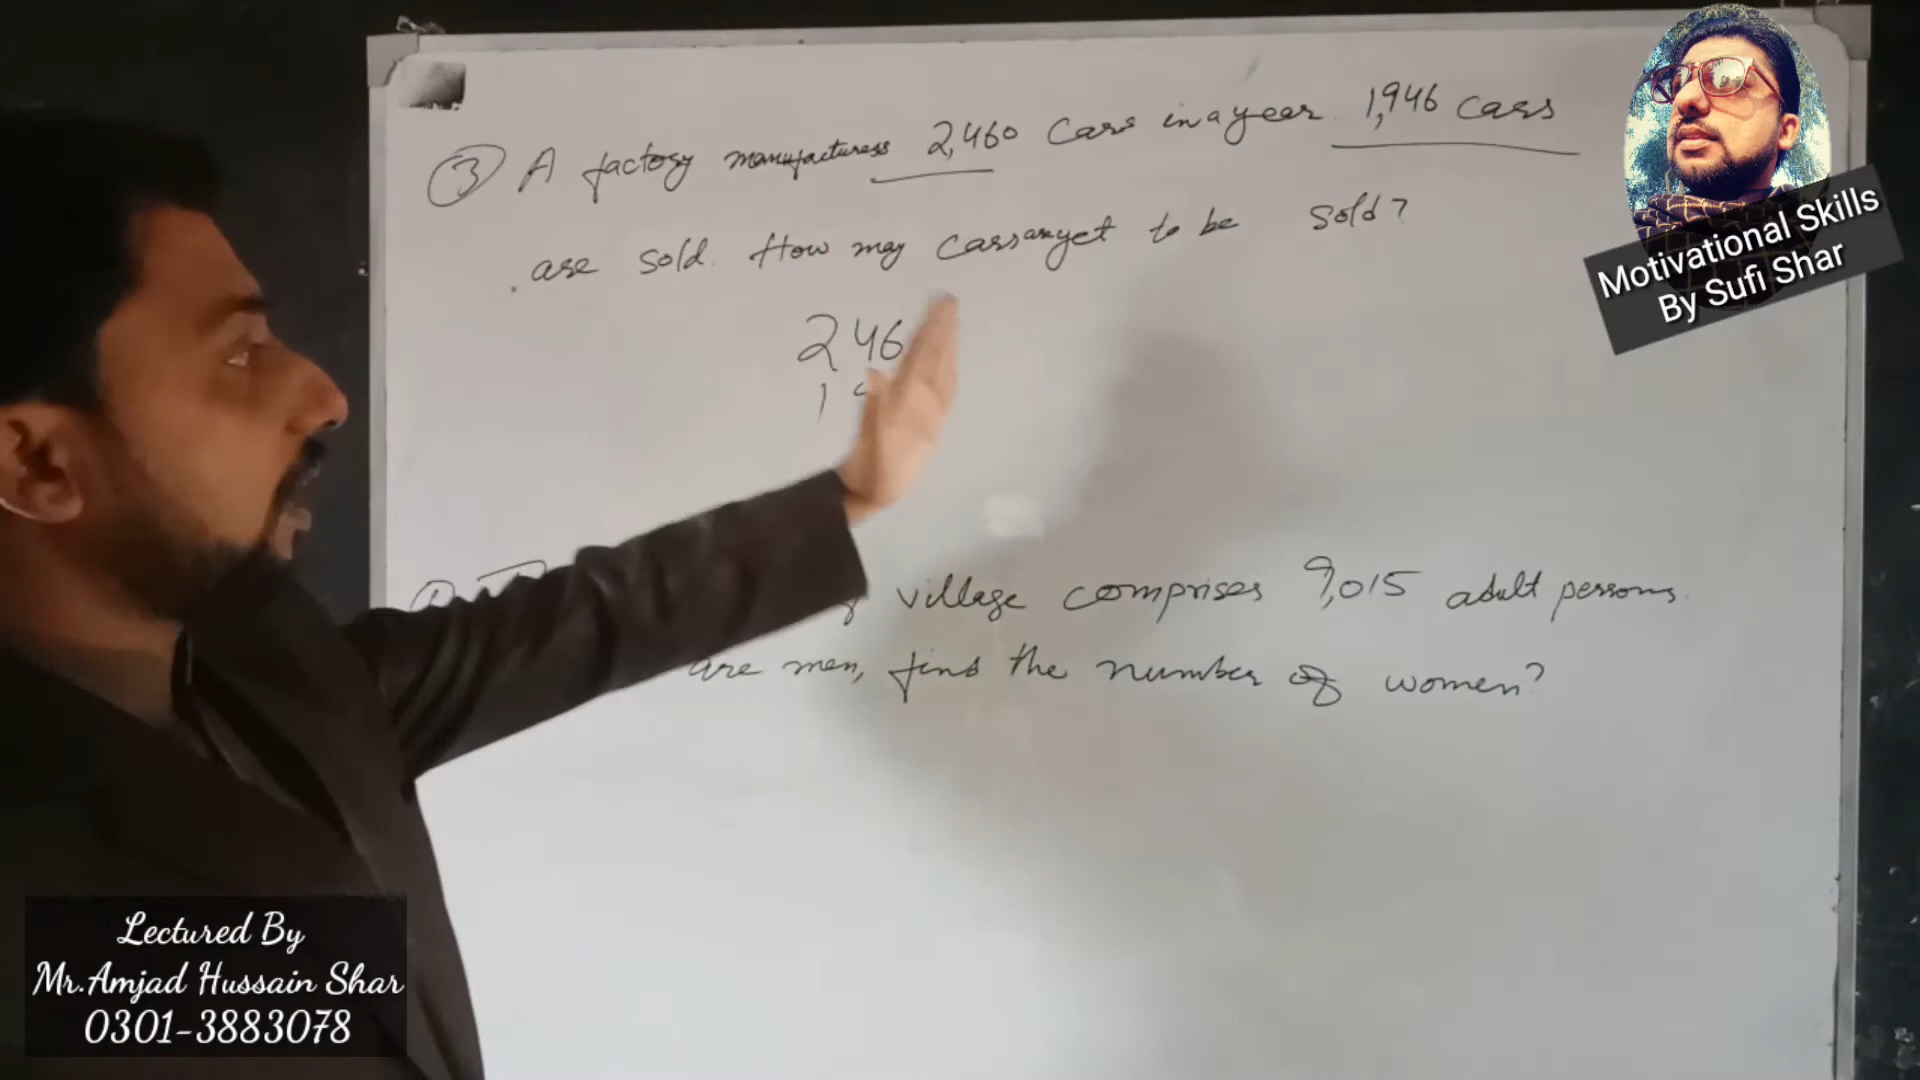 ③ A factory manufacturess 2,460 Cars in a year 1,946 cars
are sold. How may cars are yet to be sold?
246
19
village comprises 9,015 adult persons.
are men, find the number of women?
Motivational Skills
By Sufi Shar
Lectured By
Mr.Amjad Hussain Shar
0301-3883078